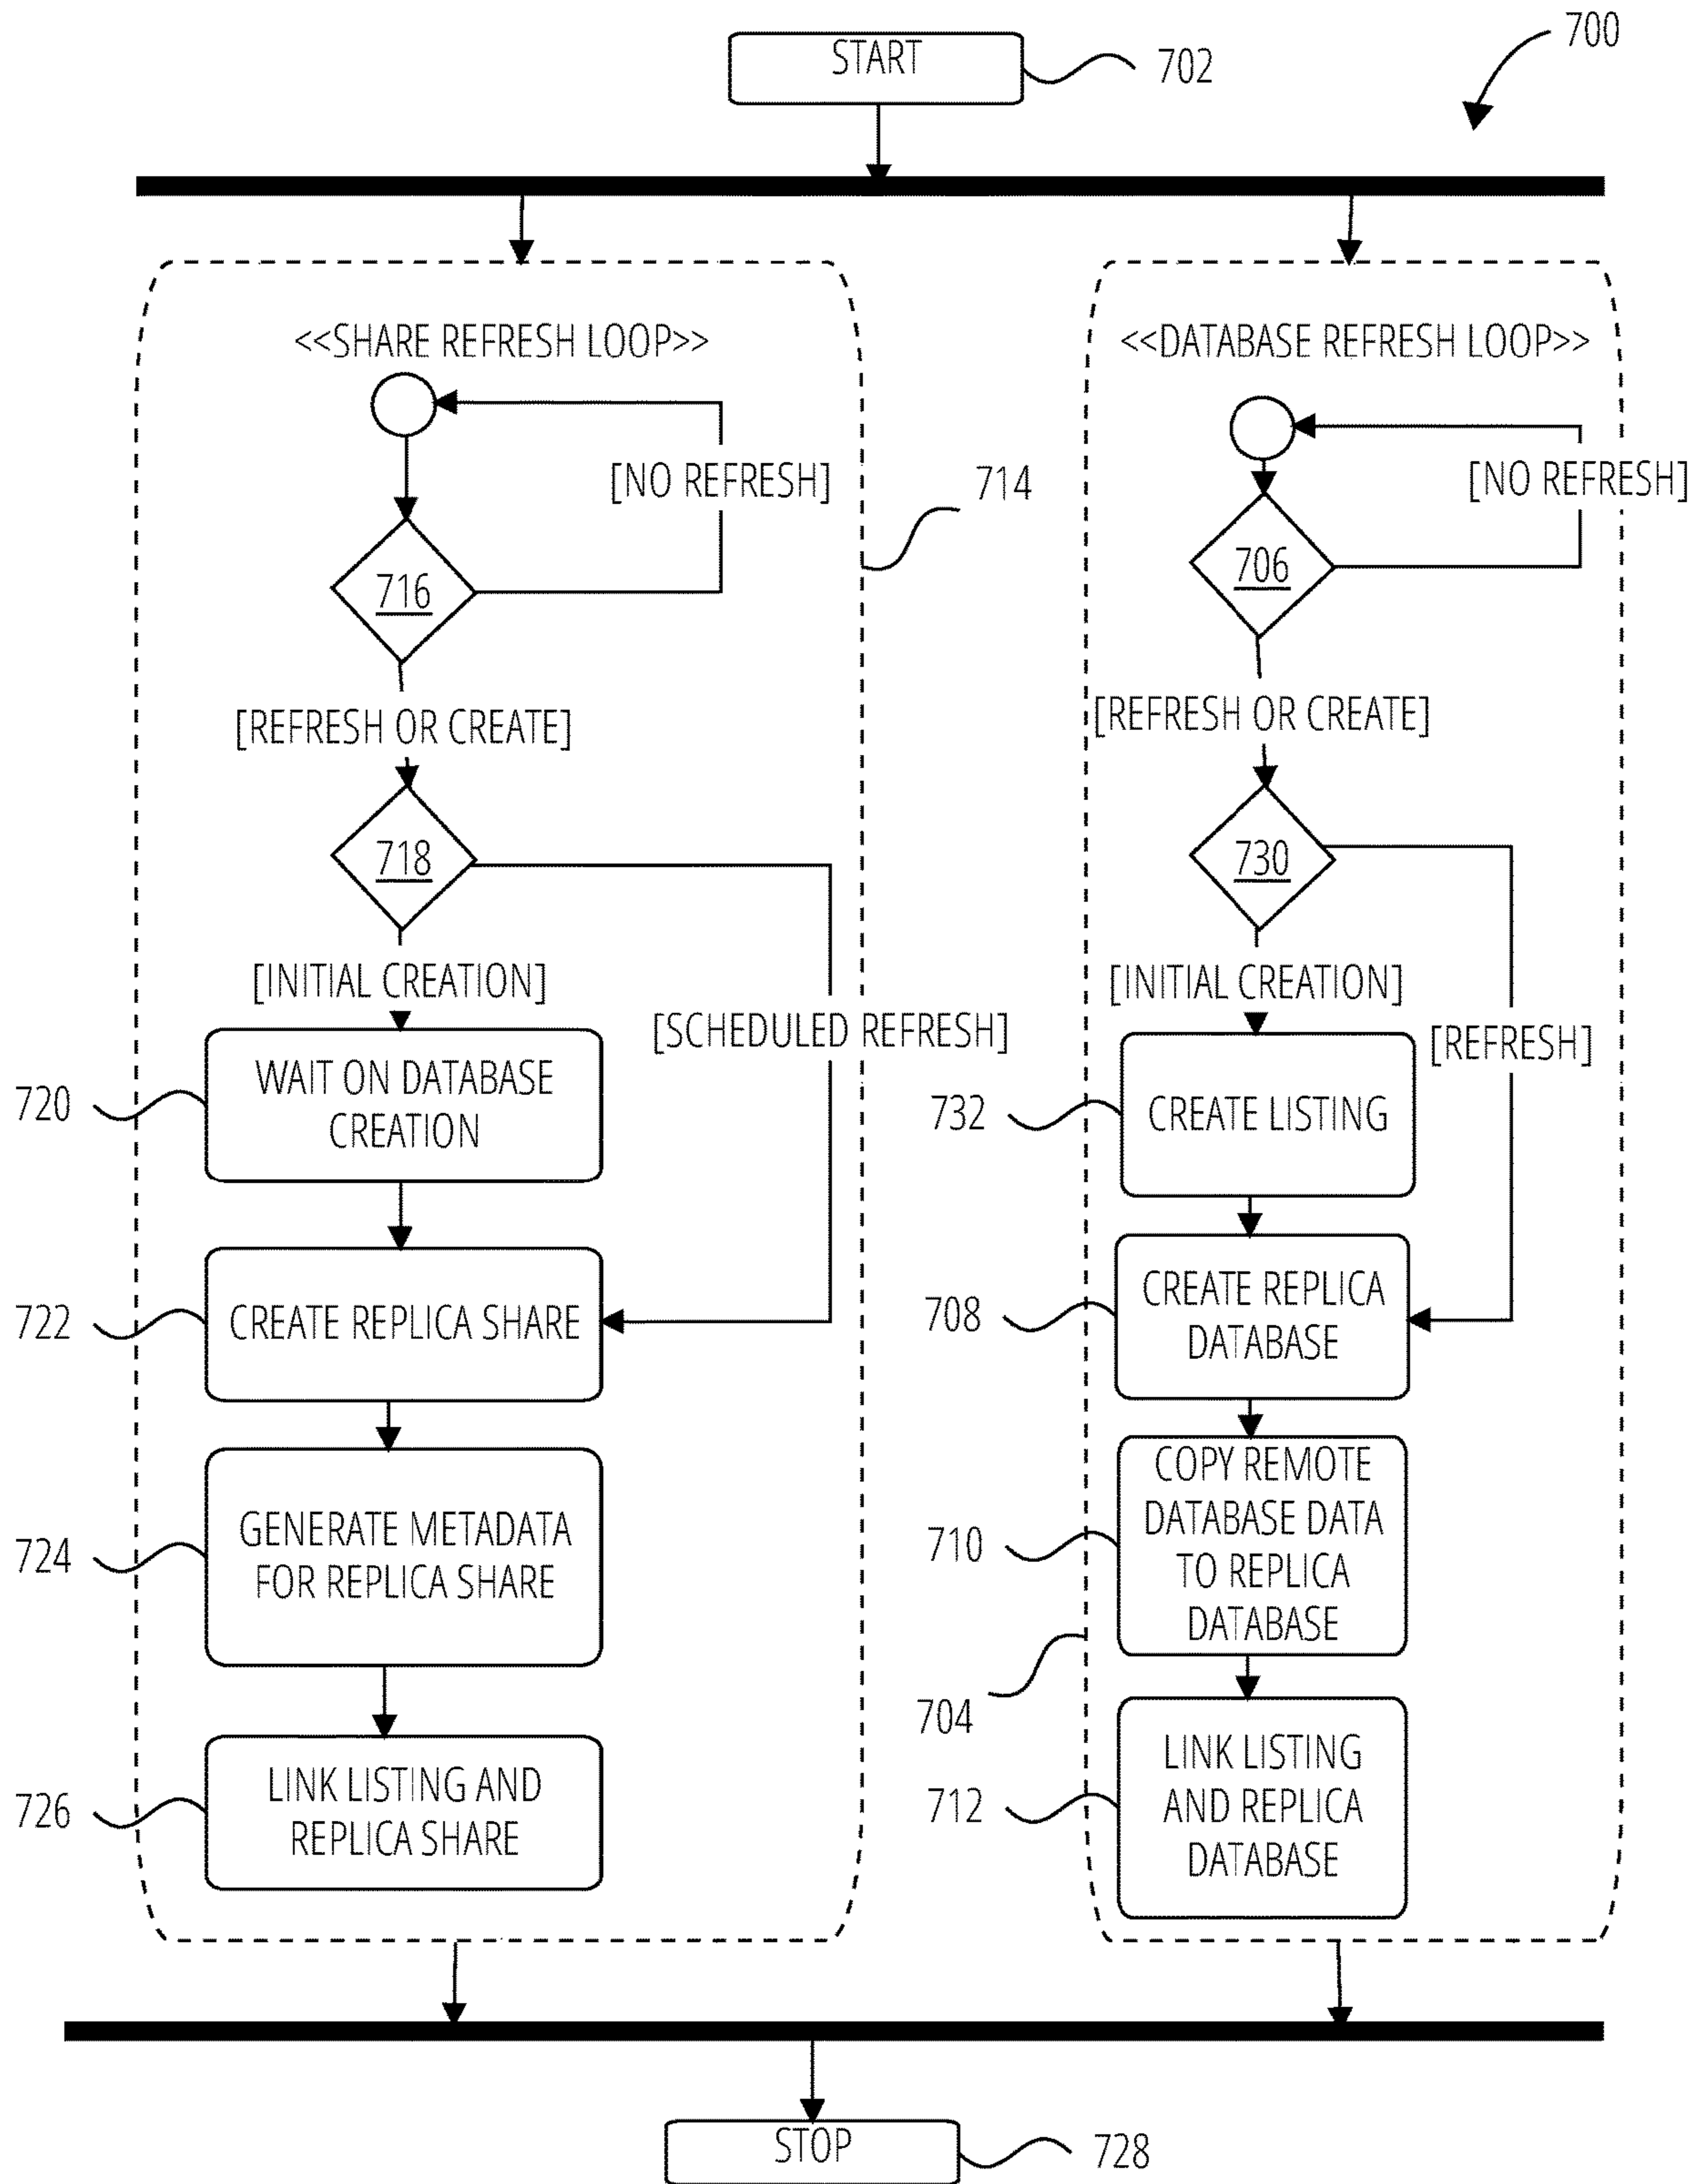 700
START
702
<<SHARE REFRESH LOOP>>
[NO REFRESH]
714
716
[REFRESH OR CREATE]
718
[INITIAL CREATION]
[SCHEDULED REFRESH]
720
WAIT ON DATABASE
CREATION
722
CREATE REPLICA SHARE
724
GENERATE METADATA
FOR REPLICA SHARE
726
LINK LISTING AND
REPLICA SHARE
<<DATABASE REFRESH LOOP>>
[NO REFRESH]
706
[REFRESH OR CREATE]
730
[INITIAL CREATION]
[REFRESH]
732
CREATE LISTING
708
CREATE REPLICA
DATABASE
710
COPY REMOTE
DATABASE DATA
TO REPLICA
DATABASE
704
712
LINK LISTING
AND REPLICA
DATABASE
STOP
728